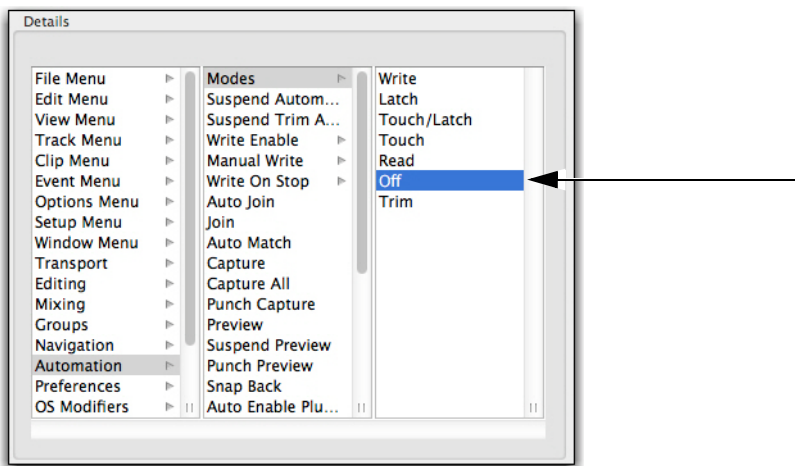 Details
File Menu
Edit Menu
View Menu
Track Menu
Clip Menu
Event Menu
Options Menu
Setup Menu
Window Menu
Transport
Editing
Mixing
Groups
Navigation
Automation
Preferences
OS Modifiers
Modes
Suspend Autom...
Suspend Trim A...
Write Enable
Manual Write
Write On Stop
Auto Join
Join
Auto Match
Capture
Capture All
Punch Capture
Preview
Suspend Preview
Punch Preview
Snap Back
Auto Enable Plu...
Write
Latch
Touch/Latch
Touch
Read
Off
Trim